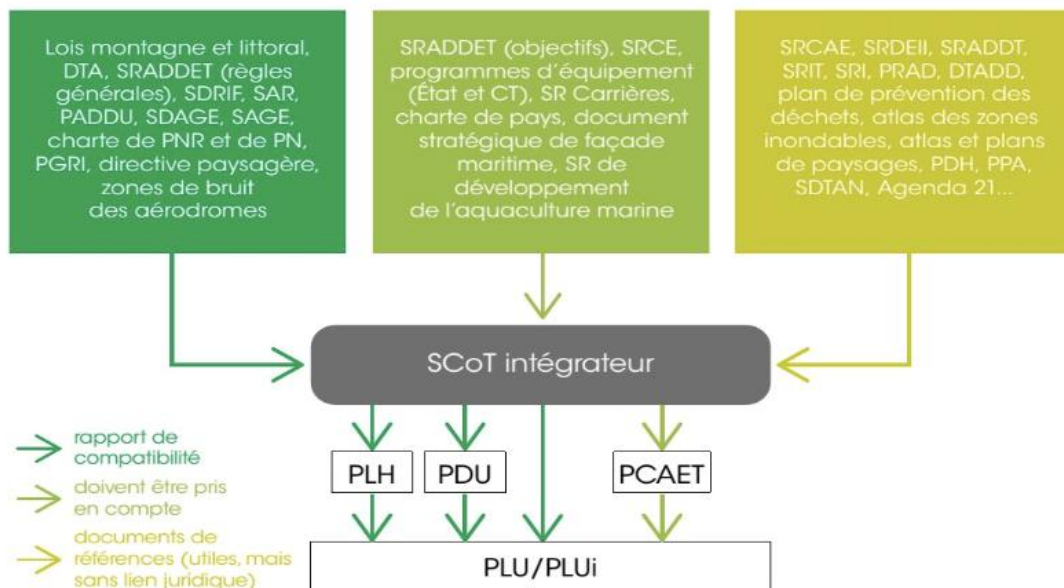 Lois montagne et littoral,
DTA, SRADDET (règles
générales), SDRIF, SAR,
PADDU, SDAGE, SAGE,
charte de PNR et de PN,
PGRI, directive paysagère,
zones de bruit
des aérodromes
SRADDET (objectifs), SRCE,
programmes d'équipement
(État et CT), SR Carrières,
charte de pays, document
stratégique de façade
maritime, SR de
développement
de l'aquaculture marine
SRCAE, SRDEII, SRADDT,
SRIT, SRI, PRAD, DTADD,
plan de prévention des
déchets, atlas des zones
inondables, atlas et plans
de paysages, PDH, PPA,
SDTAN, Agenda 21...
SCoT intégrateur
rapport de
compatibilité
doivent être pris
en compte
documents de
références (utiles, mais
sans lien juridique)
PLH
PDU
PCAET
PLU/PLUi